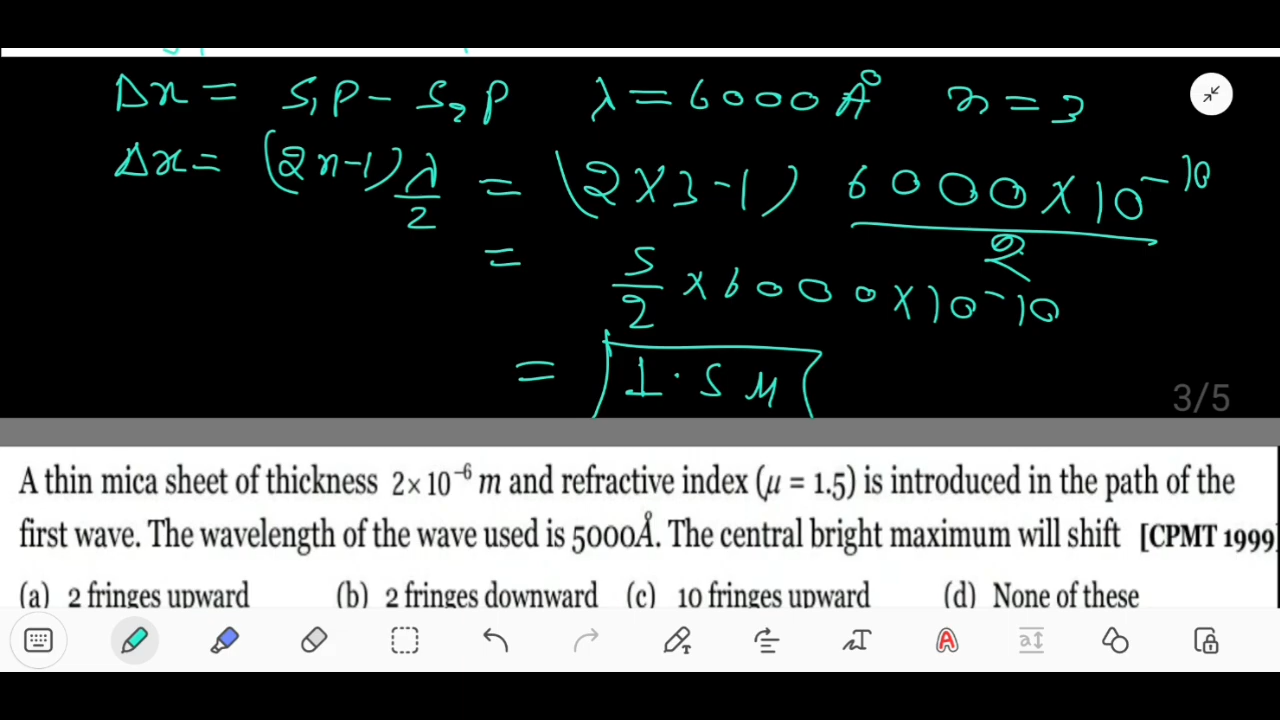 Δx = S₁P - S₂P λ = 6000 Å n = 3
Δx = (2n-1) λ/2 = (2×3-1) 6000×10⁻¹⁰/2
= 5/2 × 6000×10⁻¹⁰
= 1.5 μ
3/5
A thin mica sheet of thickness 2×10⁻⁶ m and refractive index (μ = 1.5) is introduced in the path of the
first wave. The wavelength of the wave used is 5000Å. The central bright maximum will shift [CPMT 1999
(a) 2 fringes upward (b) 2 fringes downward (c) 10 fringes upward (d) None of these